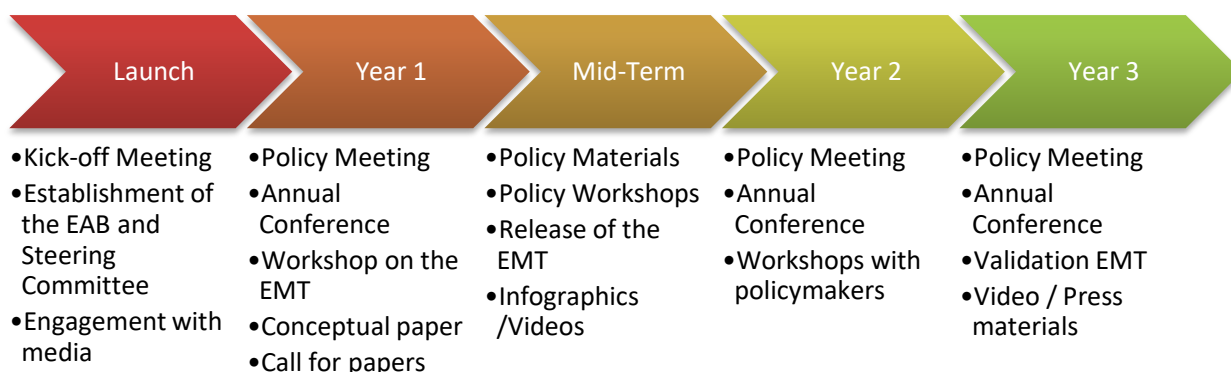 Launch
Year 1
Mid-Term
Year 2
Year 3
•Kick-off Meeting
•Establishment of
the EAB and
Steering
Committee
•Engagement with
media
•Policy Meeting
•Annual
Conference
•Workshop on the
EMT
•Conceptual paper
•Call for papers
•Policy Materials
•Policy Workshops
•Release of the
EMT
•Infographics
/Videos
•Policy Meeting
•Annual
Conference
•Workshops with
policymakers
•Policy Meeting
•Annual
Conference
•Validation EMT
•Video / Press
materials